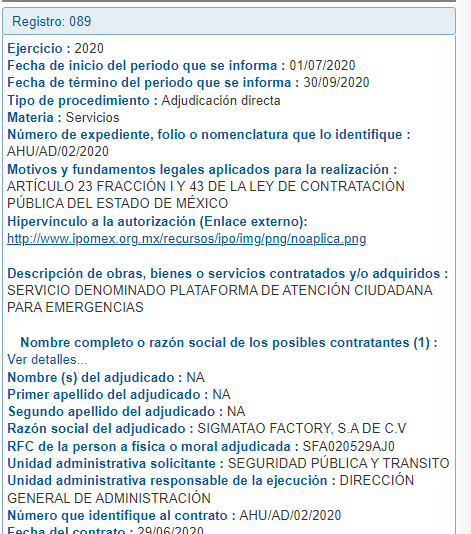 Registro: 089
Ejercicio : 2020
Fecha de inicio del periodo que se informa : 01/07/2020
Fecha de término del periodo que se informa : 30/09/2020
Tipo de procedimiento : Adjudicación directa
Materia : Servicios
Número de expediente, folio o nomenclatura que lo identifique :
AHU/AD/02/2020
Motivos y fundamentos legales aplicados para la realización :
ARTÍCULO 23 FRACCIÓN I Y 43 DE LA LEY DE CONTRATACIÓN
PÚBLICA DEL ESTADO DE MÉXICO
Hipervínculo a la autorización (Enlace externo):
http://www.ipomex.org.mx/recursos/ipo/img/png/noaplica.png
Descripción de obras, bienes o servicios contratados y/o adquiridos :
SERVICIO DENOMINADO PLATAFORMA DE ATENCIÓN CIUDADANA
PARA EMERGENCIAS
Nombre completo o razón social de los posibles contratantes (1) :
Ver detalles...
Nombre (s) del adjudicado : NA
Primer apellido del adjudicado : NA
Segundo apellido del adjudicado : NA
Razón social del adjudicado : SIGMATAO FACTORY, S.A DE C.V
RFC de la person a física o moral adjudicada : SFA020529AJ0
Unidad administrativa solicitante : SEGURIDAD PÚBLICA Y TRANSITO
Unidad administrativa responsable de la ejecución : DIRECCIÓN
GENERAL DE ADMINISTRACIÓN
Número que identifique al contrato : AHU/AD/02/2020
Fecha del contrato : 29/06/2020